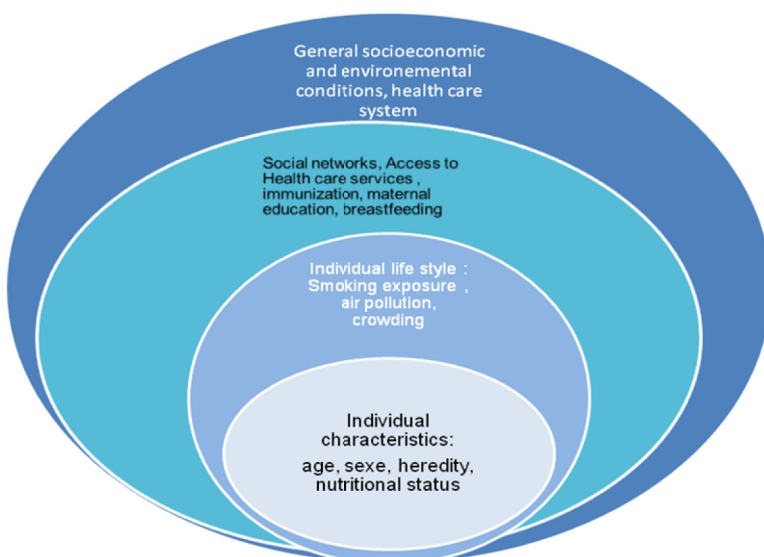 General socioeconomic
and environemental
conditions, health care
system
Social networks, Access to
Health care services ,
immunization, maternal
education, breastfeeding
Individual life style :
Smoking exposure ,
air pollution,
crowding
Individual
characteristics:
age, sexe, heredity,
nutritional status